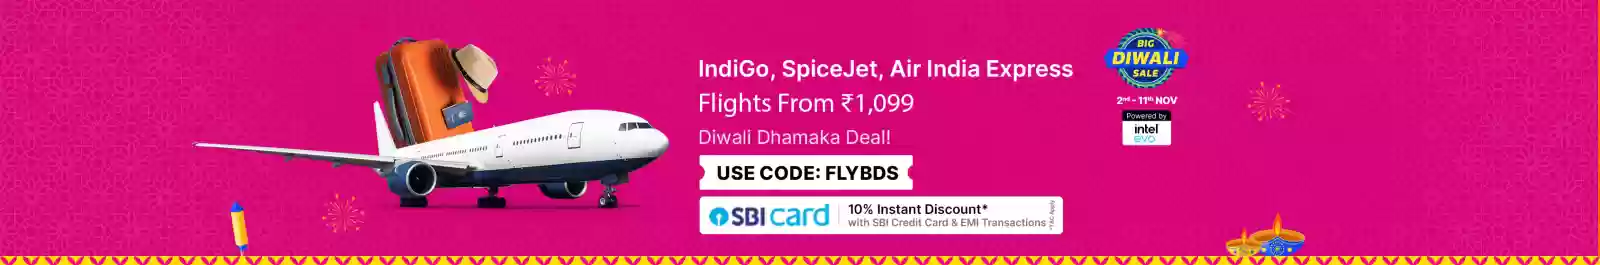 IndiGo, SpiceJet, Air India Express
Flights From ₹1,099
Diwali Dhamaka Deal!
USE CODE: FLYBDS
SBI card
10% Instant Discount*
with SBI Credit Card & EMI Transactions
*T&C Apply
BIG
DIWALI
SALE
2nd - 11th NOV
Powered by
intel
evo